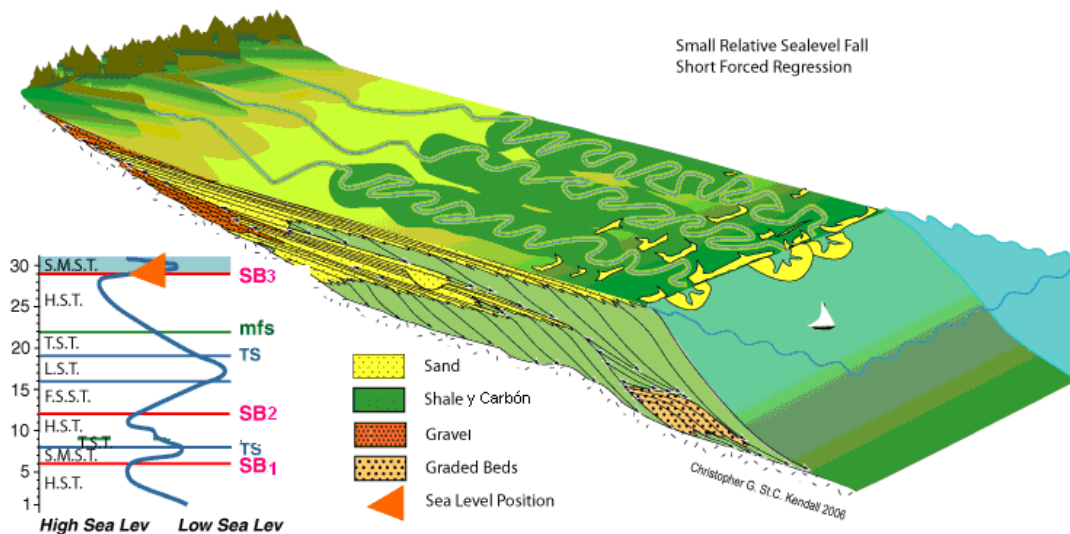 Small Relative Sealevel Fall
Short Forced Regression
30
S.M.S.T.
SB3
H.S.T.
25
mfs
T.S.T.
20
TS
L.S.T.
15
F.S.S.T.
SB2
H.S.T.
10
T.S.T.
TS
S.M.S.T.
SB1
5
H.S.T.
1
High Sea Lev
Low Sea Lev
Sand
Shale y Carbón
Gravel
Graded Beds
Sea Level Position
Christopher G. St.C. Kendall 2006